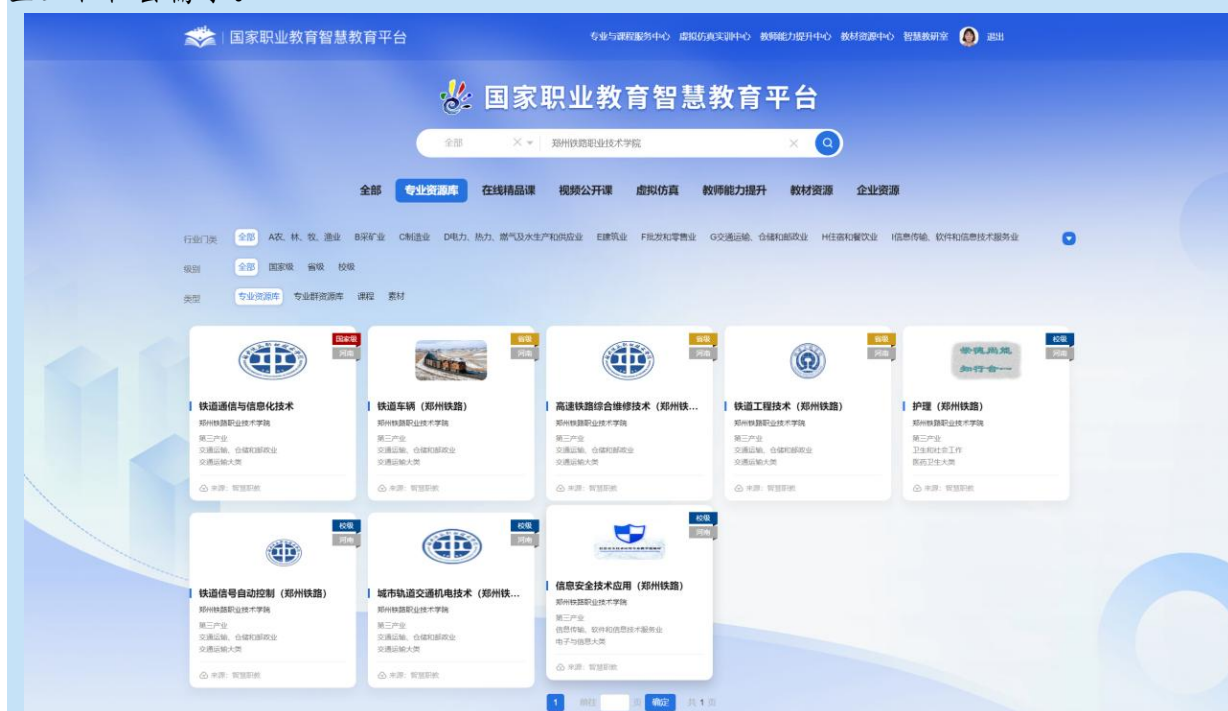 国家职业教育智慧教育平台
专业与课程服务中心 虚拟仿真实训中心 教师能力提升中心 教材资源中心 智慧教研室 退出
国家职业教育智慧教育平台
全部 郑州铁路职业技术学院
全部 专业资源库 在线精品课 视频公开课 虚拟仿真 教师能力提升 教材资源 企业资源
行业门类 全部 A农、林、牧、渔业 B采矿业 C制造业 D电力、热力、燃气及水生产和供应业 E建筑业 F批发和零售业 G交通运输、仓储和邮政业 H住宿和餐饮业 I信息传输、软件和信息技术服务业
级别 全部 国家级 省级 校级
类型 专业资源库 专业群资源库 课程 素材
国家级 省级 省级 省级 校级
河南 河南 河南 河南 河南
崇德尚能
知行合一
铁道通信与信息化技术 铁道车辆（郑州铁路） 高速铁路综合维修技术（郑州铁... 铁道工程技术（郑州铁路） 护理（郑州铁路）
郑州铁路职业技术学院 郑州铁路职业技术学院 郑州铁路职业技术学院 郑州铁路职业技术学院 郑州铁路职业技术学院
第三产业 第三产业 第三产业 第三产业 第三产业
交通运输、仓储和邮政业 交通运输、仓储和邮政业 交通运输、仓储和邮政业 交通运输、仓储和邮政业 卫生和社会工作
交通运输大类 交通运输大类 交通运输大类 交通运输大类 医药卫生大类
来源：智慧职教 来源：智慧职教 来源：智慧职教 来源：智慧职教 来源：智慧职教
校级 校级 校级
河南 河南 河南
铁道信号自动控制（郑州铁路） 城市轨道交通机电技术（郑州铁... 信息安全技术应用（郑州铁路）
郑州铁路职业技术学院 郑州铁路职业技术学院 郑州铁路职业技术学院
第三产业 第三产业 第三产业
交通运输、仓储和邮政业 交通运输、仓储和邮政业 信息传输、软件和信息技术服务业
交通运输大类 交通运输大类 电子与信息大类
来源：智慧职教 来源：智慧职教 来源：智慧职教
1 前往 页 确定 共 1 页